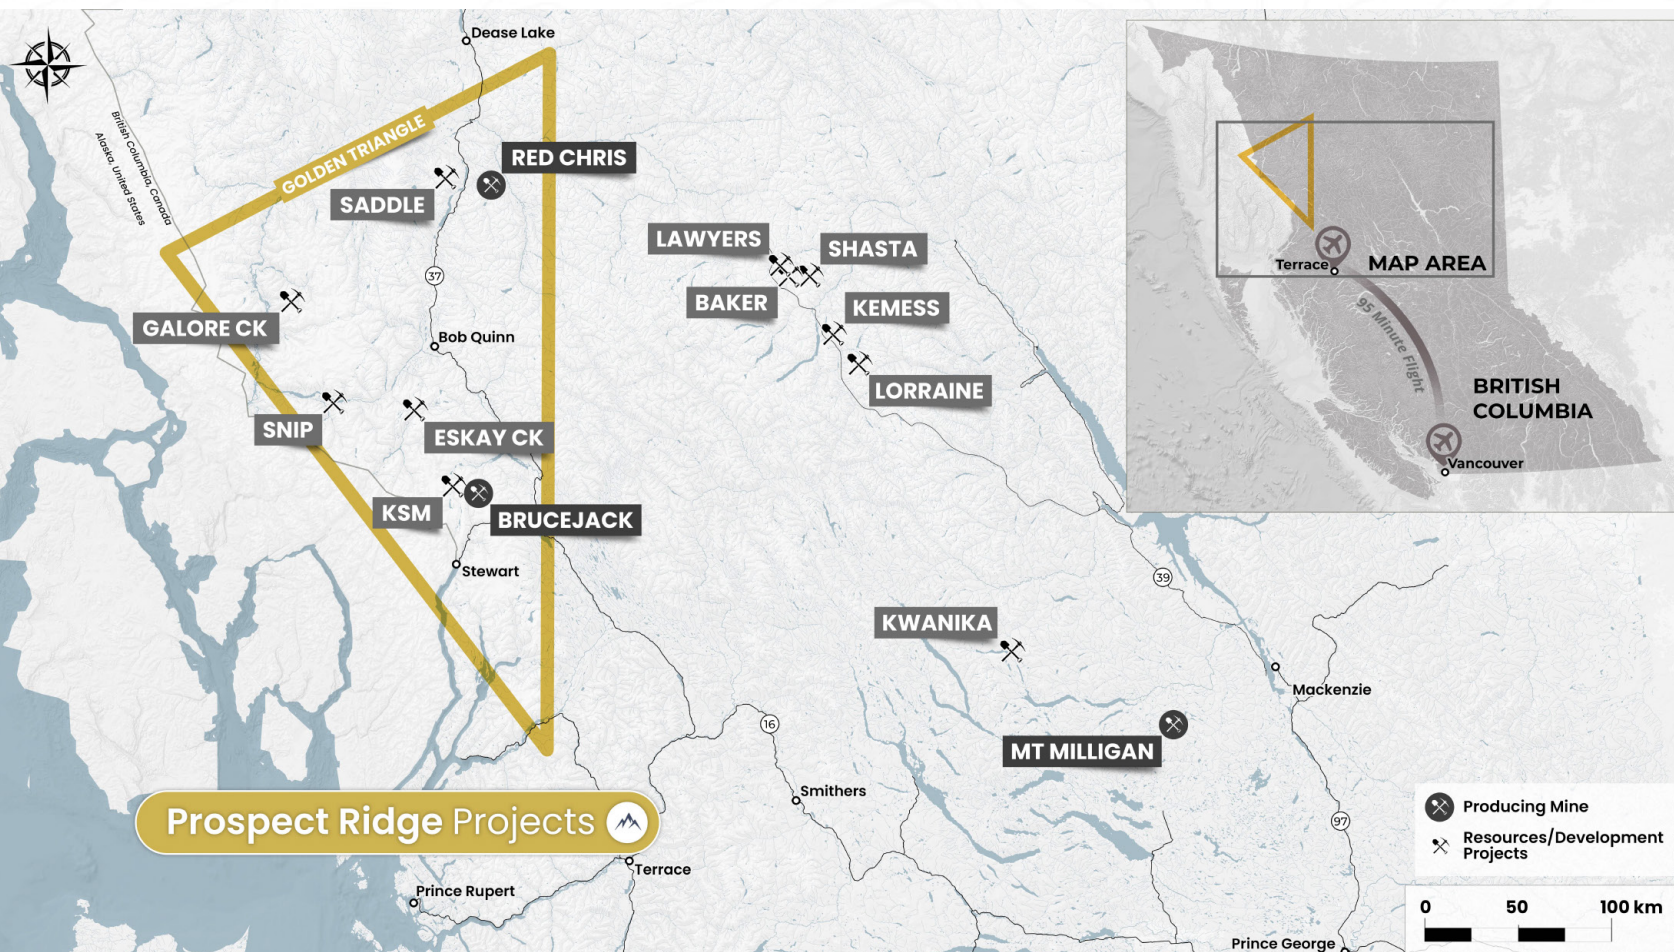 Dease Lake
GOLDEN TRIANGLE
British Columbia, Canada
Alaska, United States
RED CHRIS
SADDLE
37
LAWYERS
SHASTA
BAKER
KEMESS
LORRAINE
GALORE CK
Bob Quinn
SNIP
ESKAY CK
KSM
BRUCEJACK
Stewart
Terrace
MAP AREA
95 Minute Flight
BRITISH
COLUMBIA
Vancouver
39
KWANIKA
Mackenzie
16
MT MILLIGAN
Smithers
97
Prospect Ridge Projects
Terrace
Prince Rupert
Prince George
Producing Mine
Resources/Development
Projects
0 50 100 km